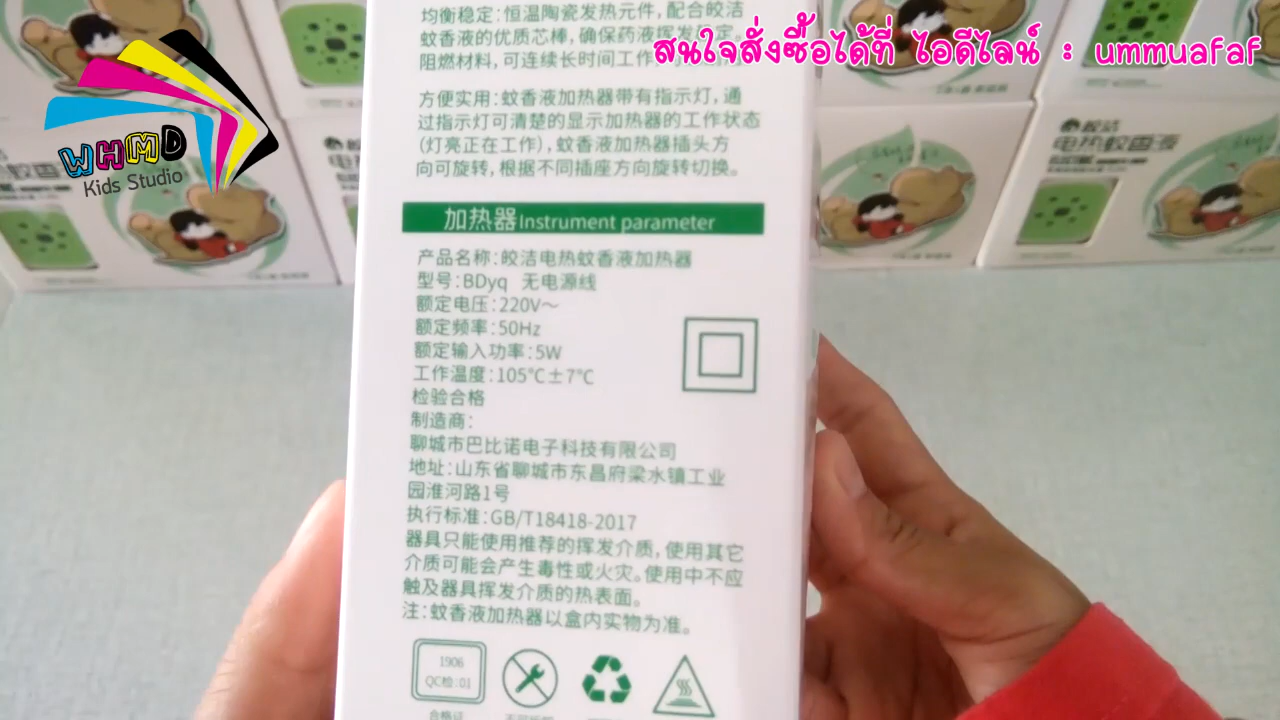 สนใจสั่งซื้อได้ที่ ไอดีไลน์ : ummuafaf
WHMD
Kids Studio
均衡稳定:恒温陶瓷发热元件,配合皎洁
蚊香液的优质芯棒,确保药液挥发稳定。
阻燃材料,可连续长时间工作
方便实用:蚊香液加热器带有指示灯,通
过指示灯可清楚的显示加热器的工作状态
(灯亮正在工作),蚊香液加热器插头方
向可旋转,根据不同插座方向旋转切换。
加热器Instrument parameter
产品名称:皎洁电热蚊香液加热器
型号:BDyq 无电源线
额定电压:220V～
额定频率:50Hz
额定输入功率:5W
工作温度:105℃±7℃
检验合格
制造商:
聊城市巴比诺电子科技有限公司
地址:山东省聊城市东昌府梁水镇工业
园淮河路1号
执行标准:GB/T18418-2017
器具只能使用推荐的挥发介质,使用其它
介质可能会产生毒性或火灾。使用中不应
触及器具挥发介质的热表面。
注:蚊香液加热器以盒内实物为准。
1906
QC检:01
合格证
皎洁
电热蚊香液